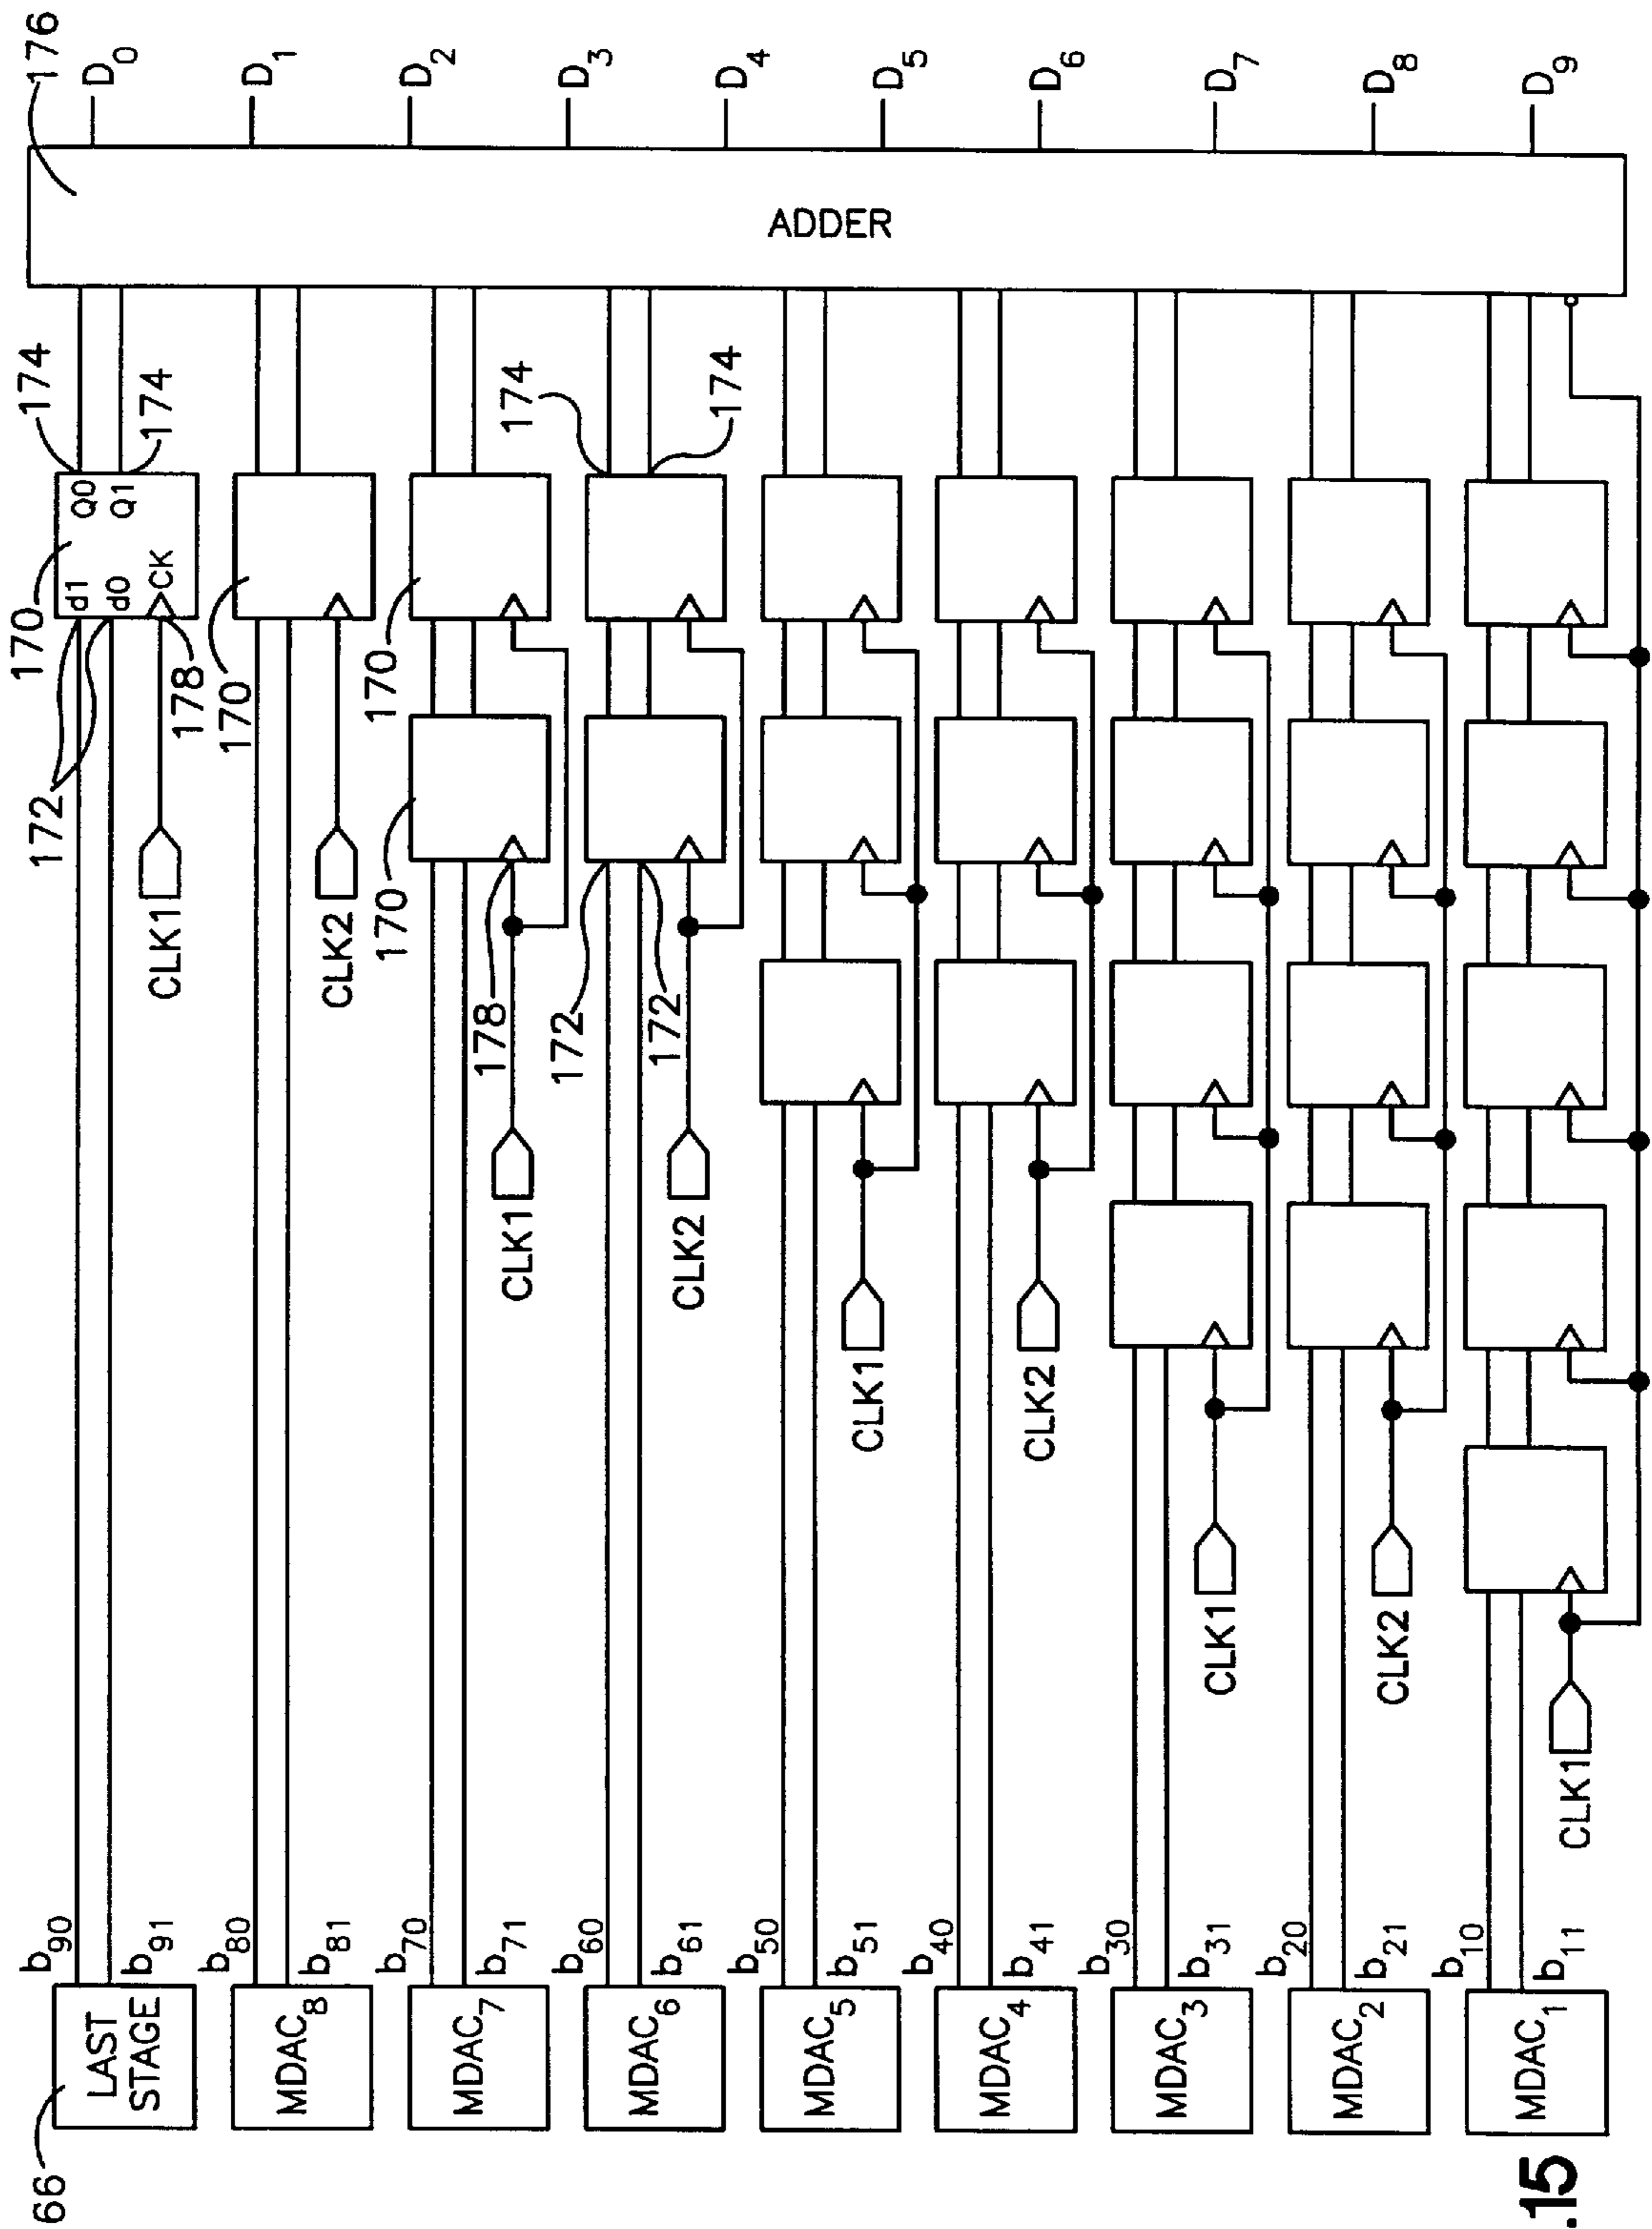 66
LAST
STAGE
b90
b91
172
170
d1
d0
CK
Q0
Q1
178
CLK1
174
174
176
D0
MDAC8
b80
b81
170
CLK2
D1
MDAC7
b70
b71
170
170
178
CLK1
D2
MDAC6
b60
b61
172
172
CLK2
174
174
D3
D4
MDAC5
b50
b51
CLK1
ADDER
D5
MDAC4
b40
b41
CLK2
D6
MDAC3
b30
b31
CLK1
D7
MDAC2
b20
b21
CLK2
D8
MDAC1
b10
b11
CLK1
D9
.15